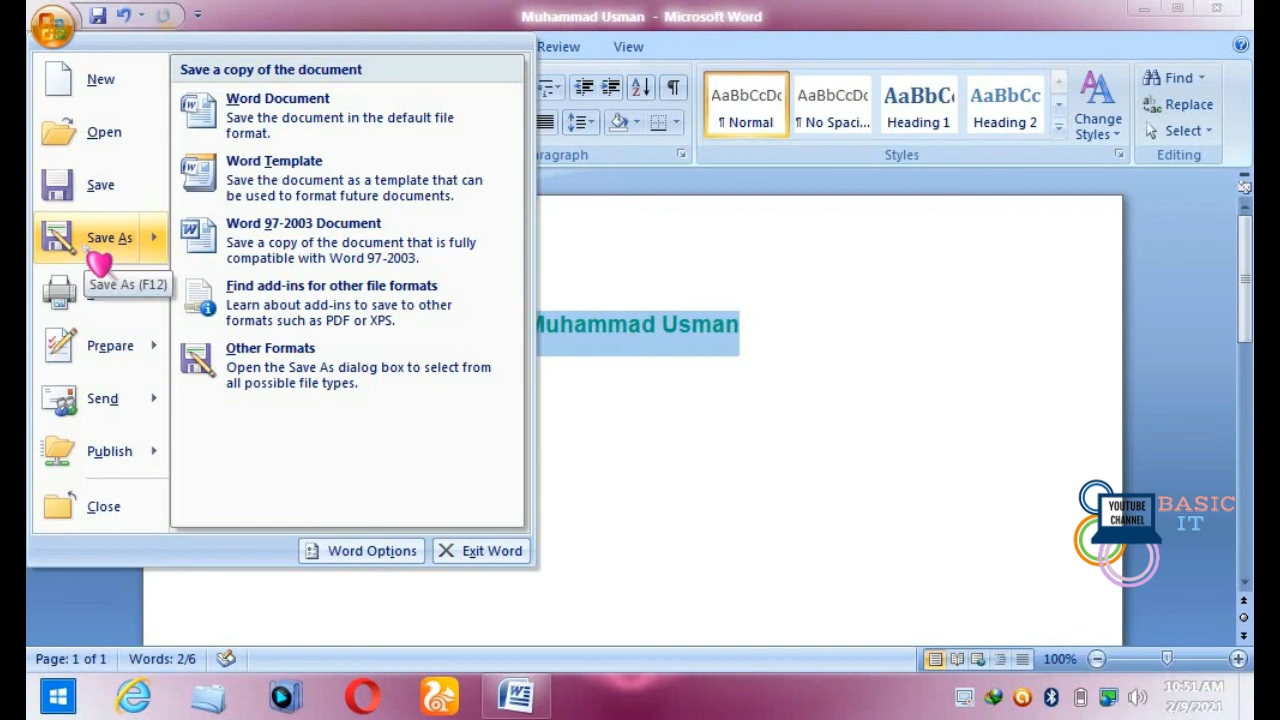 Muhammad Usman - Microsoft Word
Review View
New
Open
Save
Save As
Save As (F12)
Prepare
Send
Publish
Close
Save a copy of the document
Word Document
Save the document in the default file
format.
Word Template
Save the document as a template that can
be used to format future documents.
Word 97-2003 Document
Save a copy of the document that is fully
compatible with Word 97-2003.
Find add-ins for other file formats
Learn about add-ins to save to other
formats such as PDF or XPS.
Other Formats
Open the Save As dialog box to select from
all possible file types.
Word Options
Exit Word
AaBbCcDc AaBbCcDc AaBbC AaBbCc
¶ Normal ¶ No Spaci... Heading 1 Heading 2
Change
Styles
Find
Replace
Select
Styles
Editing
Muhammad Usman
YOUTUBE
CHANNEL
BASIC
IT
Page: 1 of 1 Words: 2/6
100%
10:51 AM
2/9/2021